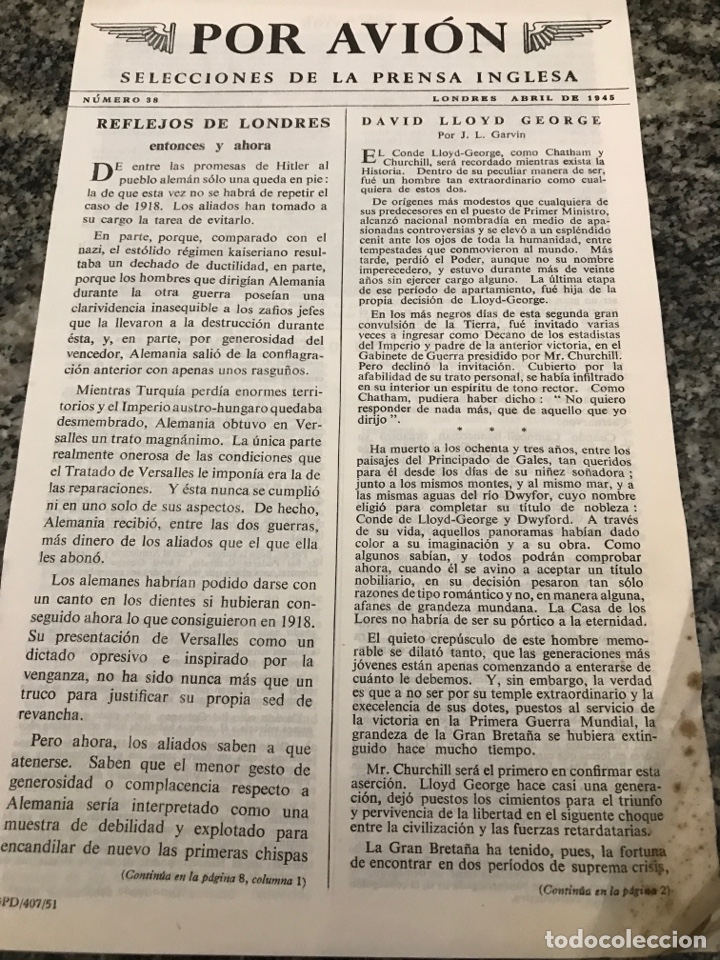 POR AVIÓN
SELECCIONES DE LA PRENSA INGLESA
NÚMERO 38
LONDRES ABRIL DE 1945
REFLEJOS DE LONDRES
entonces y ahora
DE entre las promesas de Hitler al
pueblo alemán sólo una queda en pie:
la de que esta vez no se habrá de repetir el
caso de 1918. Los aliados han tomado a
su cargo la tarea de evitarlo.
En parte, porque, comparado con el
nazi, el estólido régimen kaiseriano resul-
taba un dechado de ductilidad, en parte,
porque los hombres que dirigían Alemania
durante la otra guerra poseían una
clarividencia inasequible a los zafios jefes
que la llevaron a la destrucción durante
ésta, y, en parte, por generosidad del
vencedor, Alemania salió de la conflagra-
ción anterior con apenas unos rasguños.
Mientras Turquía perdía enormes terri-
torios y el Imperio austro-hungaro quedaba
desmembrado, Alemania obtuvo en Ver-
salles un trato magnánimo. La única parte
realmente onerosa de las condiciones que
el Tratado de Versalles le imponía era la de
las reparaciones. Y ésta nunca se cumplió
ni en uno solo de sus aspectos. De hecho,
Alemania recibió, entre las dos guerras,
más dinero de los aliados que el que ella
les abonó.
Los alemanes habrían podido darse con
un canto en los dientes si hubieran con-
seguido ahora lo que consiguieron en 1918.
Su presentación de Versalles como un
dictado opresivo e inspirado por la
venganza, no ha sido nunca más que un
truco para justificar su propia sed de
revancha.
Pero ahora, los aliados saben a que
atenerse. Saben que el menor gesto de
generosidad o complacencia respecto a
Alemania sería interpretado como una
muestra de debilidad y explotado para
encandilar de nuevo las primeras chispas
(Continúa en la página 8, columna 1)
GPD/407/51
DAVID LLOYD GEORGE
Por J. L. Garvin
EL Conde Lloyd-George, como Chatham y
Churchill, será recordado mientras exista la
Historia. Dentro de su peculiar manera de ser,
fué un hombre tan extraordinario como cual-
quiera de estos dos.
De orígenes más modestos que cualquiera de
sus predecesores en el puesto de Primer Ministro,
alcanzó nacional nombradía en medio de apa-
sionadas controversias y se elevó a un espléndido
cenit ante los ojos de toda la humanidad, entre
tempestades que conmovieron al mundo. Más
tarde, perdió el Poder, aunque no su nombre
imperecedero, y estuvo durante más de veinte
años sin ejercer cargo alguno. La última etapa
de ese período de apartamiento, fué hija de la
propia decisión de Lloyd-George.
En los más negros días de esta segunda gran
convulsión de la Tierra, fué invitado varias
veces a ingresar como Decano de los estadistas
del Imperio y padre de la anterior victoria, en el
Gabinete de Guerra presidido por Mr. Churchill.
Pero declinó la invitación. Cubierto por la
afabilidad de su trato personal, se había infiltrado
en su interior un espíritu de tono rector. Como
Chatham, pudiera haber dicho: " No quiero
responder de nada más, que de aquello que yo
dirijo ".
* * *
Ha muerto a los ochenta y tres años, entre los
paisajes del Principado de Gales, tan queridos
para él desde los días de su niñez soñadora;
junto a los mismos montes, y al mismo mar, y a
las mismas aguas del río Dwyfor, cuyo nombre
eligió para completar su título de nobleza:
Conde de Lloyd-George y Dwyford. A través
de su vida, aquellos panoramas habían dado
color a su imaginación y a su obra. Como
algunos sabían, y todos podrán comprobar
ahora, cuando él se avino a aceptar un título
nobiliario, en su decisión pesaron tan sólo
razones de tipo romántico y no, en manera alguna,
afanes de grandeza mundana. La Casa de los
Lores no habría de ser su pórtico a la eternidad.
El quieto crepúsculo de este hombre memo-
rable se dilató tanto, que las generaciones más
jóvenes están apenas comenzando a enterarse de
cuánto le debemos. Y, sin embargo, la verdad
es que a no ser por su temple extraordinario y la
execelencia de sus dotes, puestos al servicio de
la victoria en la Primera Guerra Mundial, la
grandeza de la Gran Bretaña se hubiera extin-
guido hace mucho tiempo.
Mr. Churchill será el primero en confirmar esta
aserción. Lloyd George hace casi una genera-
ción, dejó puestos los cimientos para el triunfo
y pervivencia de la libertad en el siguente choque
entre la civilización y las fuerzas retardatarias.
La Gran Bretaña ha tenido, pues, la fortuna
de encontrar en dos períodos de suprema crisis,
(Continúa en la página 2)
todocoleccion